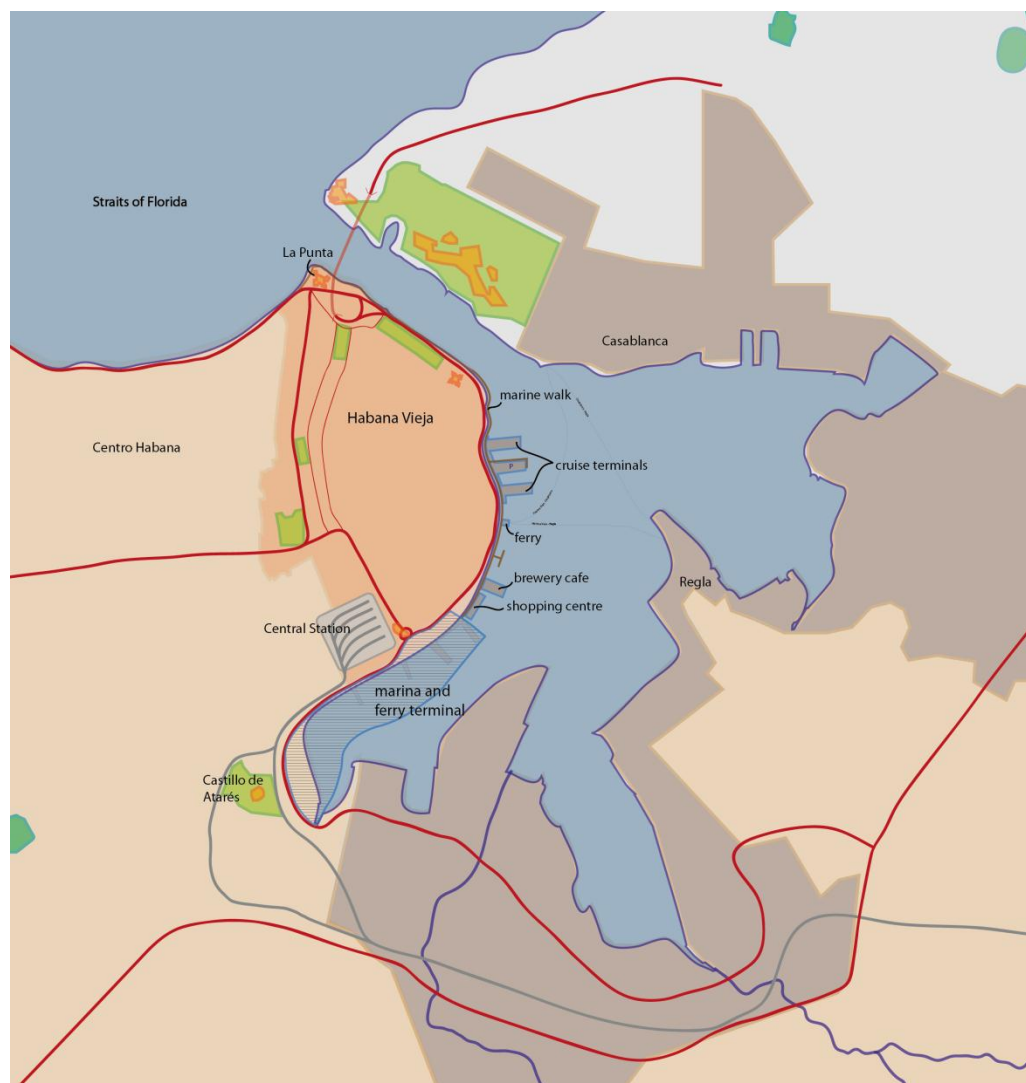 Straits of Florida
La Punta
Casablanca
marine walk
Habana Vieja
Centro Habana
cruise terminals
P
ferry
brewery cafe
Regla
shopping centre
Central Station
marina and
ferry terminal
Castillo de
Atarés